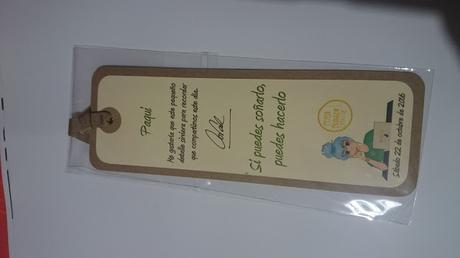 Paqui
Me gustaría que este pequeño
detalle sirviera para recordar
que compartimos este día.
Si puedes soñarlo,
puedes hacerlo
Sábado 22 de octubre de 2016